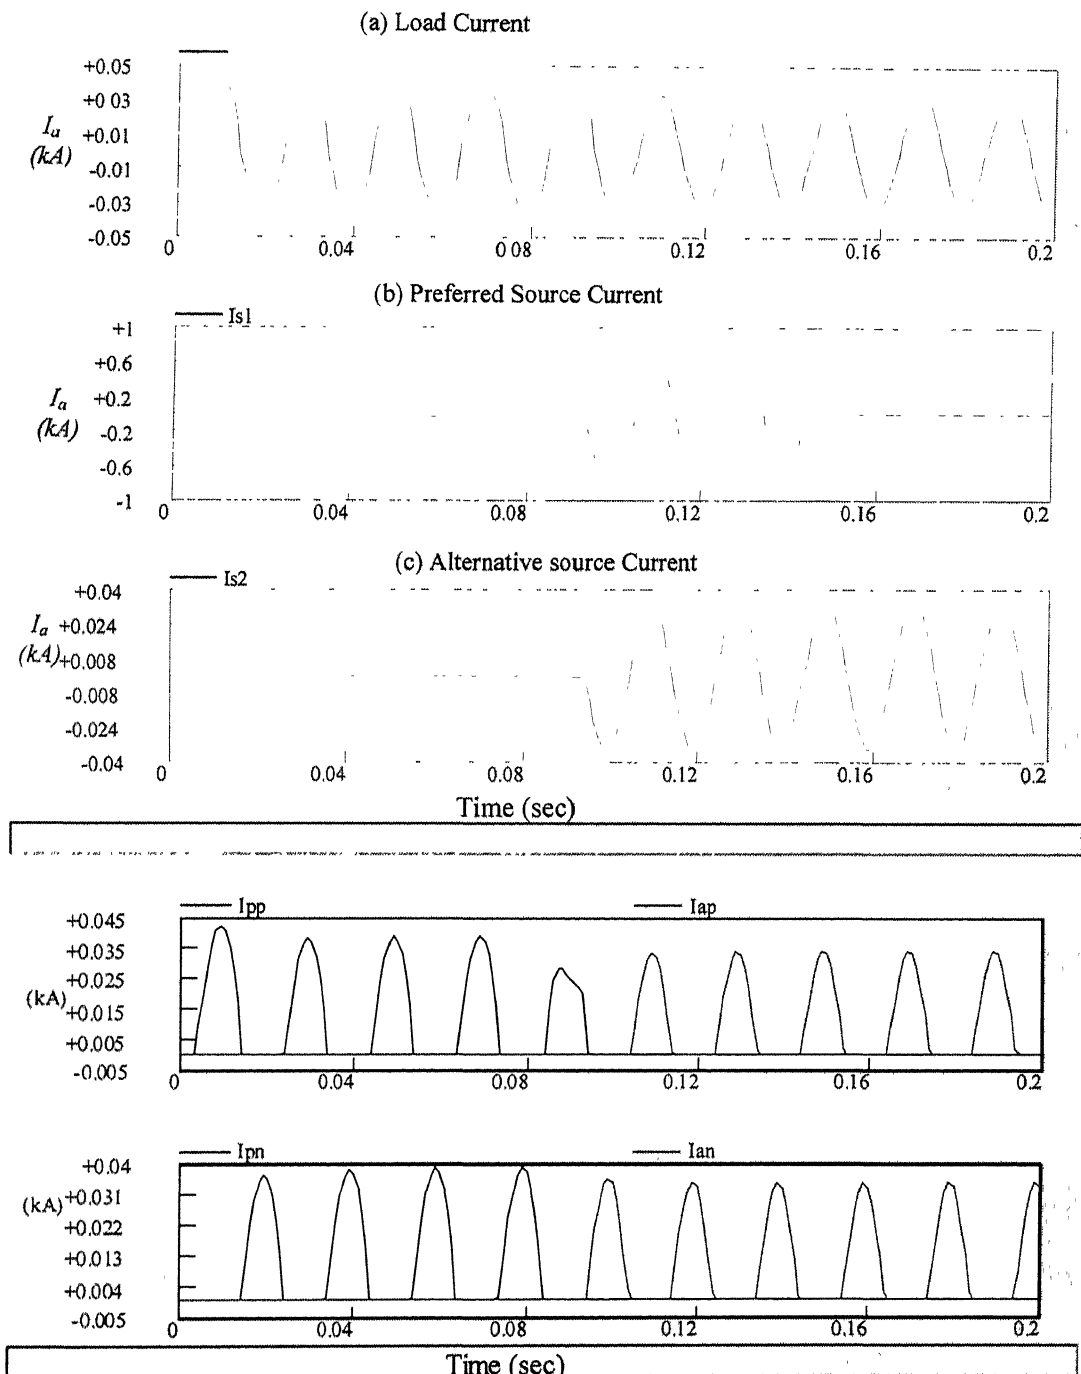 (a) Load Current
+0.05
+0 03
+0.01
-0.01
-0.03
-0.05
Ia
(kA)
0 0.04 0.08 0.12 0.16 0.2
(b) Preferred Source Current
Is1
+1
+0.6
+0.2
-0.2
-0.6
-1
Ia
(kA)
0 0.04 0.08 0.12 0.16 0.2
(c) Alternative source Current
Is2
+0.04
+0.024
+0.008
-0.008
-0.024
-0.04
Ia
(kA)
0 0.04 0.08 0.12 0.16 0.2
Time (sec)
Ipp Iap
+0.045
+0.035
+0.025
+0.015
+0.005
-0.005
(kA)
0 0.04 0.08 0.12 0.16 0.2
Ipn Ian
+0.04
+0.031
+0.022
+0.013
+0.004
-0.005
(kA)
0 0.04 0.08 0.12 0.16 0.2
Time (sec)